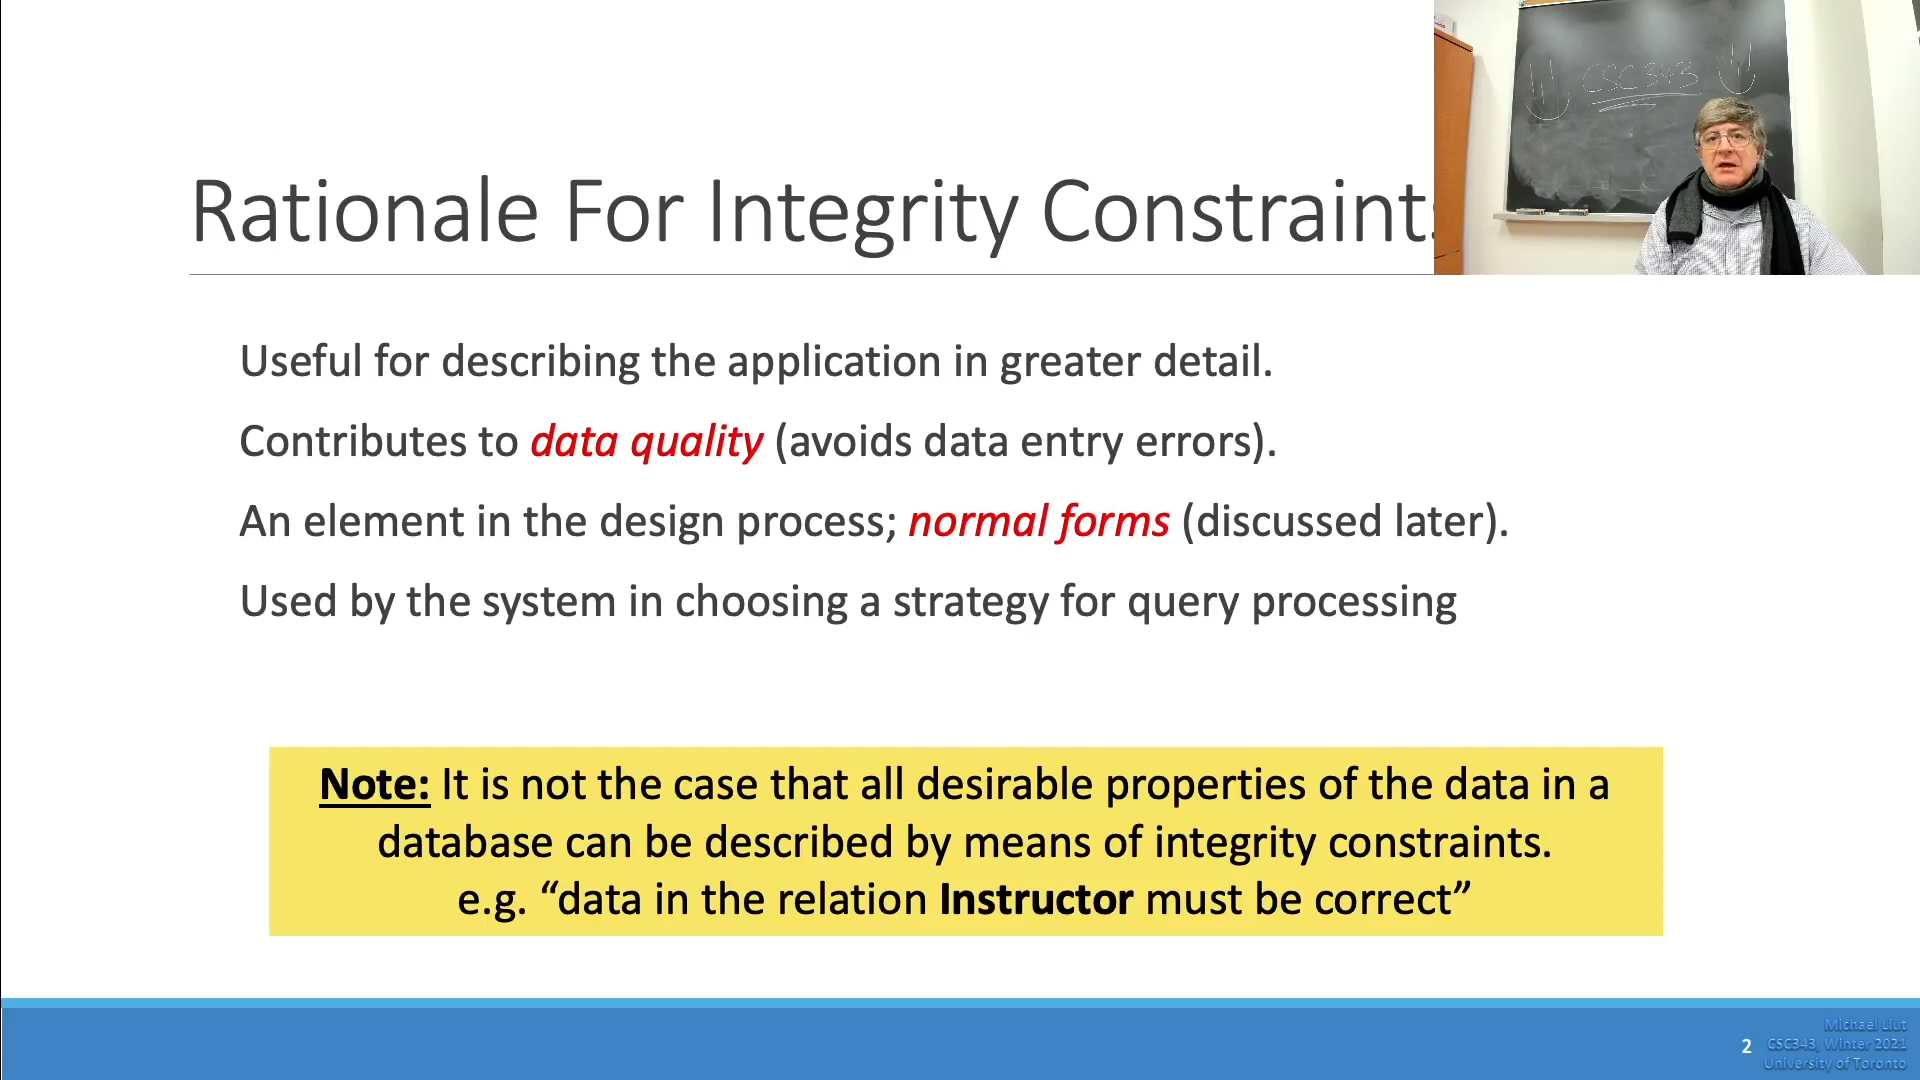 CSC343
Rationale For Integrity Constraints
Useful for describing the application in greater detail.
Contributes to data quality (avoids data entry errors).
An element in the design process; normal forms (discussed later).
Used by the system in choosing a strategy for query processing
Note: It is not the case that all desirable properties of the data in a
database can be described by means of integrity constraints.
e.g. “data in the relation Instructor must be correct”
2
Michael Liut
CSC343, Winter 2021
University of Toronto